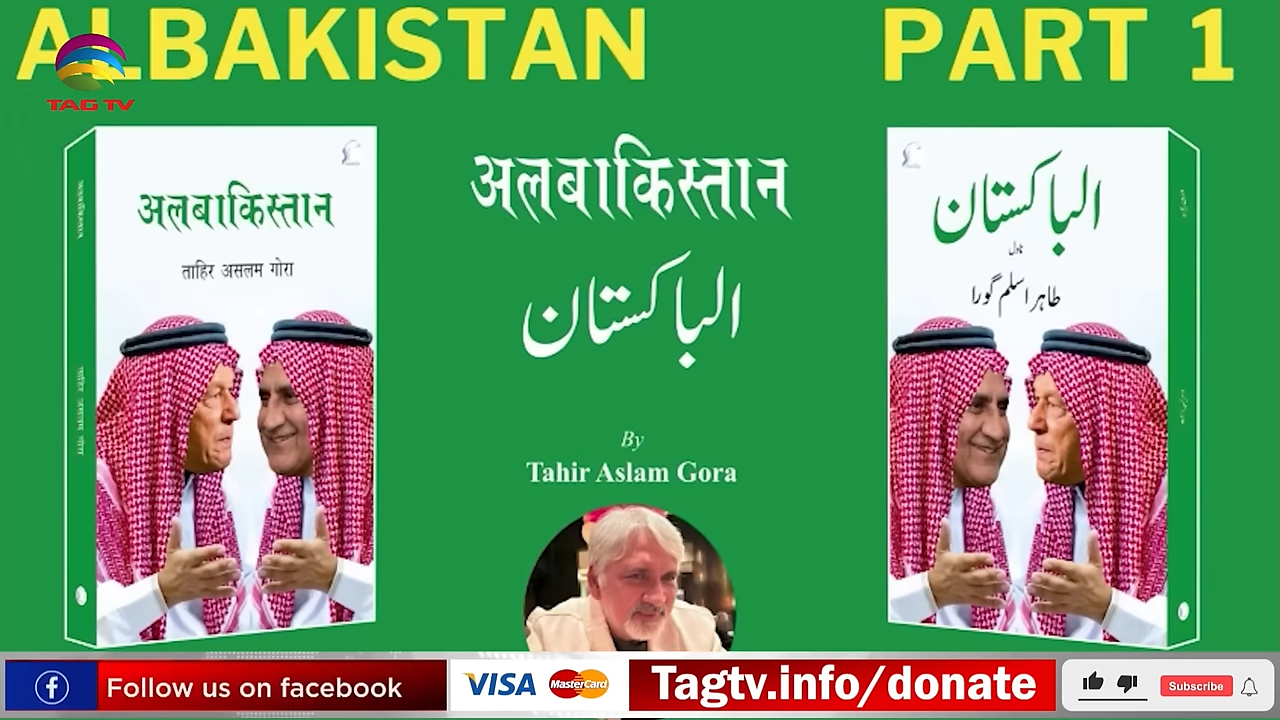 ALBAKISTAN
PART 1
TAG TV
अलबाकिस्तान
ताहिर असलम गोरा
अलबाकिस्तान
الباکستان
By
Tahir Aslam Gora
الباکستان
ناول
طاہر اسلم گورا
Follow us on facebook
VISA
MasterCard
Tagtv.info/donate
Subscribe